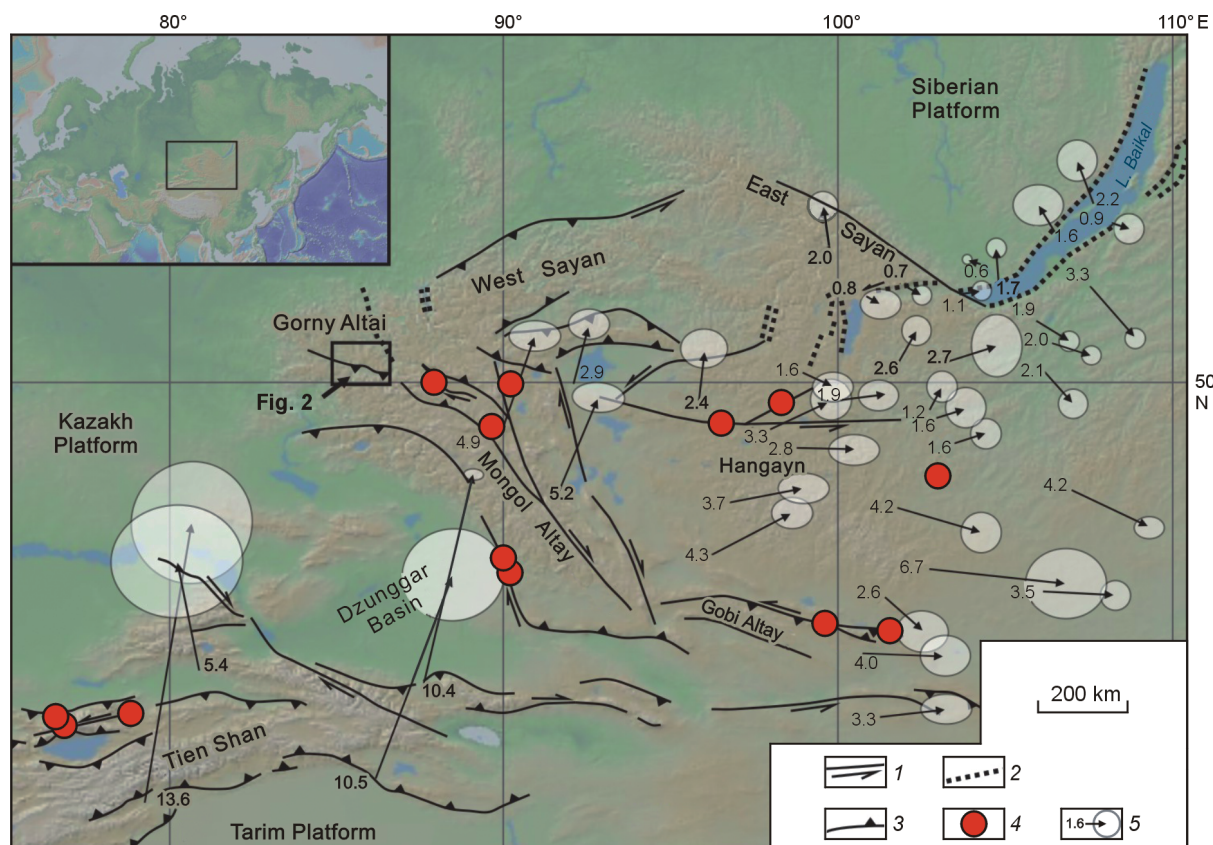 80°
90°
100°
110° E
Siberian
Platform
L. Baikal
East
Sayan
2.2
0.9
1.6
3.3
2.0
0.7
0.6
0.8
1.7
1.1
1.9
West Sayan
Gorny Altai
2.0
2.7
2.6
2.9
1.6
2.1
50°
N
Fig. 2
2.4
1.9
1.2
1.6
Kazakh
Platform
4.9
3.3
2.8
1.6
Hangayn
Mongol Altay
5.2
3.7
4.2
4.2
4.3
6.7
Dzunggar
Basin
2.6
3.5
Gobi Altay
5.4
4.0
10.4
200 km
3.3
Tien Shan
10.5
13.6
Tarim Platform
1
2
3
4
1.6
5